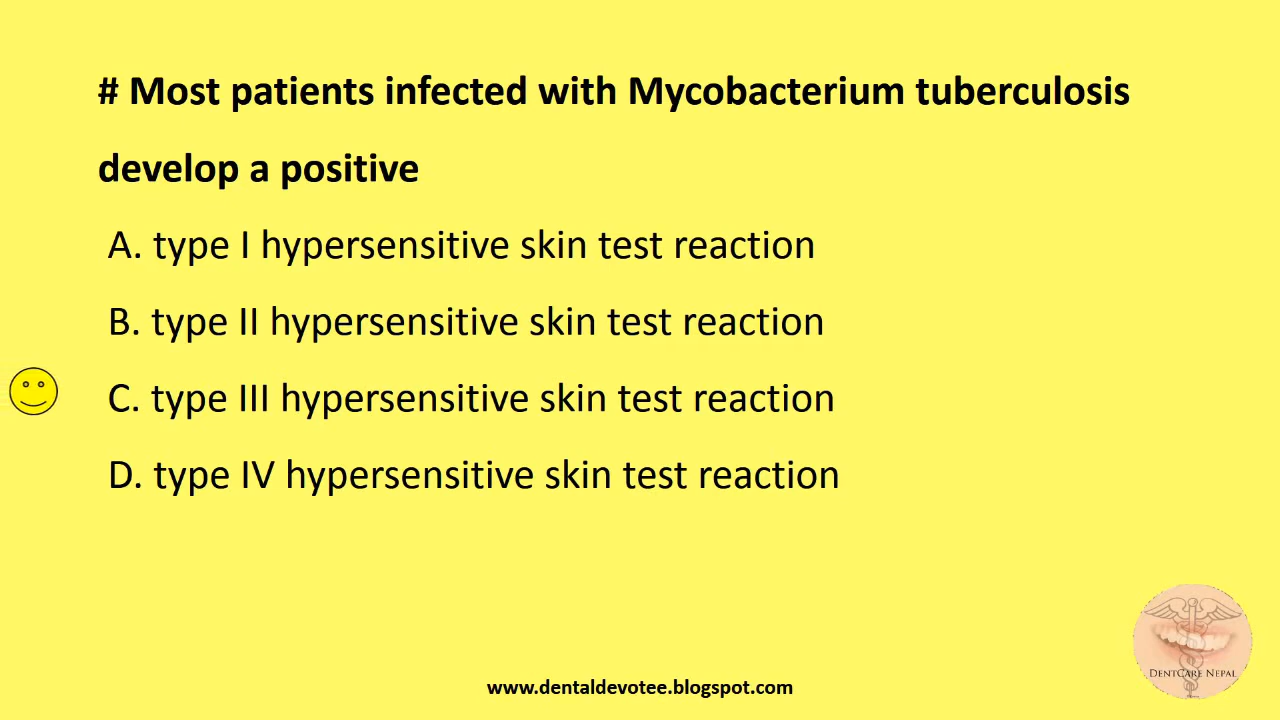 # Most patients infected with Mycobacterium tuberculosis
develop a positive
A. type I hypersensitive skin test reaction
B. type II hypersensitive skin test reaction
C. type III hypersensitive skin test reaction
D. type IV hypersensitive skin test reaction
DENTCARE NEPAL
www.dentaldevotee.blogspot.com